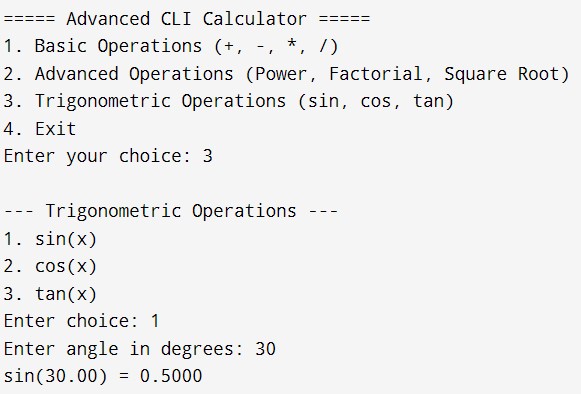 ===== Advanced CLI Calculator =====
1. Basic Operations (+, -, *, /)
2. Advanced Operations (Power, Factorial, Square Root)
3. Trigonometric Operations (sin, cos, tan)
4. Exit
Enter your choice: 3

--- Trigonometric Operations ---
1. sin(x)
2. cos(x)
3. tan(x)
Enter choice: 1
Enter angle in degrees: 30
sin(30.00) = 0.5000